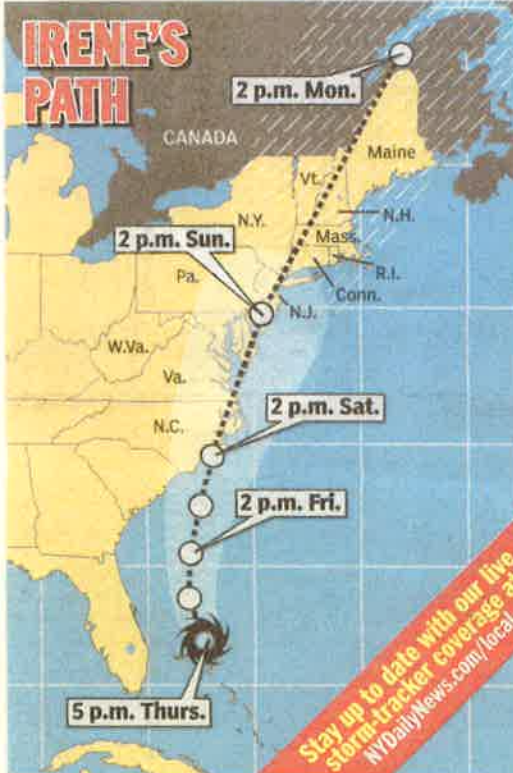 IRENE'S
PATH
2 p.m. Mon.
CANADA
Maine
Vt.
N.H.
N.Y.
Mass.
2 p.m. Sun.
R.I.
Pa.
Conn.
N.J.
W.Va.
Va.
2 p.m. Sat.
N.C.
2 p.m. Fri.
5 p.m. Thurs.
Stay up to date with our live
storm-tracker coverage at
NYDailyNews.com/local